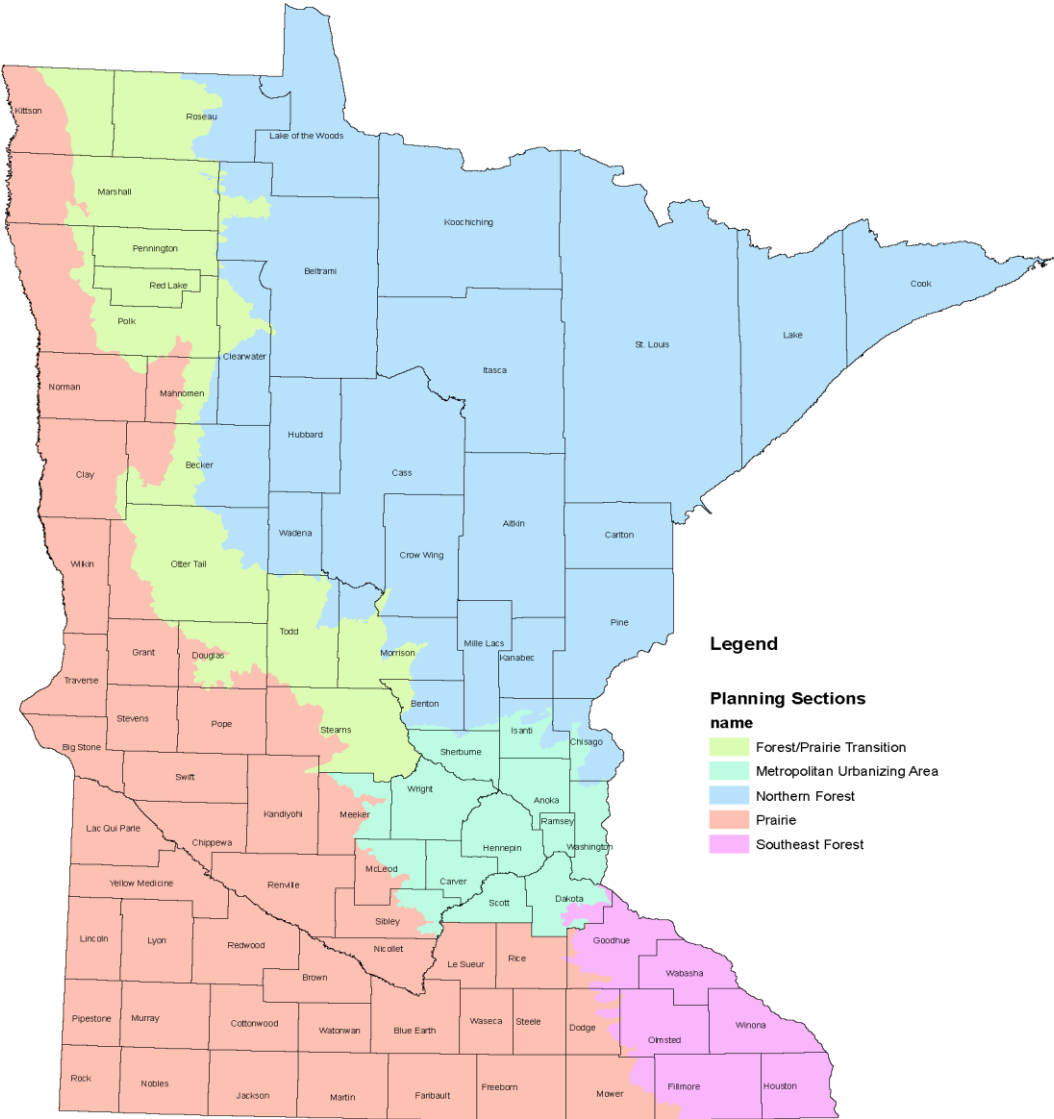 Kittson
Roseau
Lake of the Woods
Marshall
Koochiching
Pennington
Beltrami
Red Lake
Cook
Polk
Lake
St. Louis
Clearwater
Itasca
Norman
Mahnomen
Hubbard
Becker
Cass
Clay
Aitkin
Wadena
Carlton
Crow Wing
Wilkin
Otter Tail
Pine
Todd
Mille Lacs
Grant
Douglas
Morrison
Kanabec
Traverse
Benton
Stevens
Pope
Stearns
Isanti
Chisago
Big Stone
Sherburne
Swift
Wright
Anoka
Kandiyohi
Meeker
Ramsey
Lac Qui Parle
Chippewa
Hennepin
Washington
McLeod
Yellow Medicine
Renville
Carver
Scott
Dakota
Sibley
Lincoln
Lyon
Redwood
Nicollet
Goodhue
Le Sueur
Rice
Brown
Wabasha
Pipestone
Murray
Cottonwood
Watonwan
Blue Earth
Waseca
Steele
Dodge
Olmsted
Winona
Rock
Nobles
Jackson
Martin
Faribault
Freeborn
Mower
Fillmore
Houston
Legend
Planning Sections
name
Forest/Prairie Transition
Metropolitan Urbanizing Area
Northern Forest
Prairie
Southeast Forest